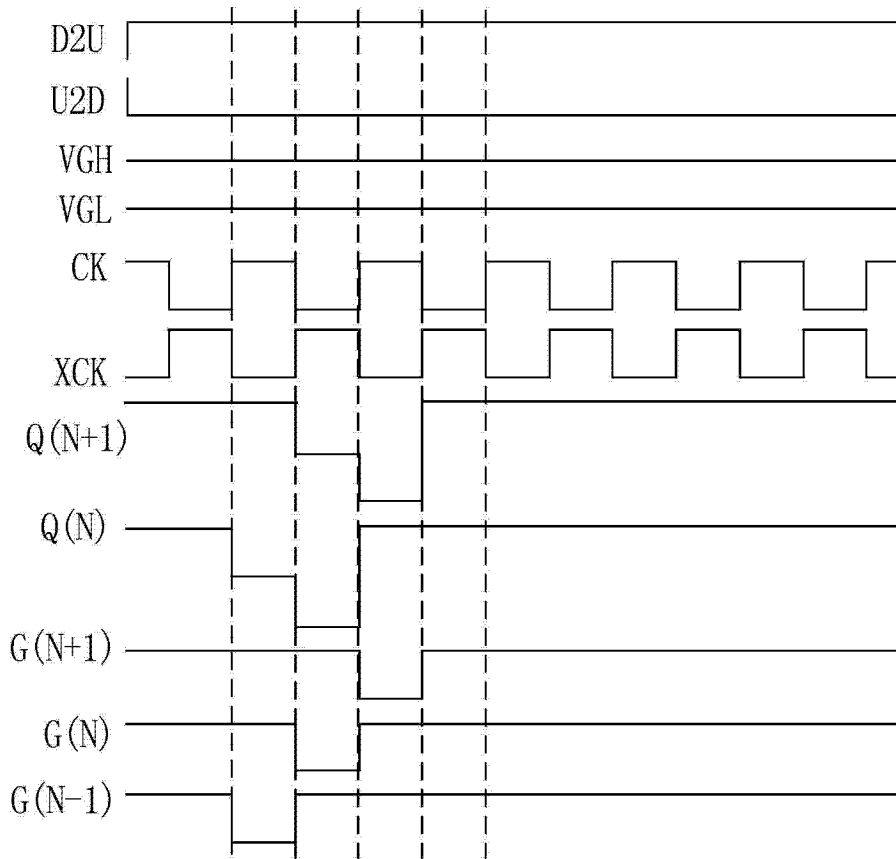 D2U
U2D
VGH
VGL
CK
XCK
Q(N+1)
Q(N)
G(N+1)
G(N)
G(N-1)